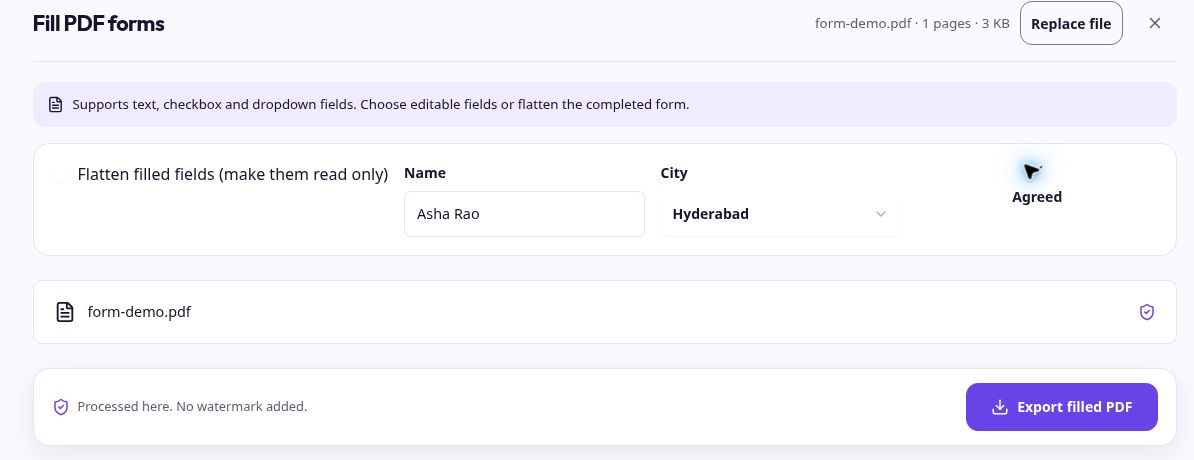 Fill PDF forms
form-demo.pdf · 1 pages · 3 KB
Replace file
Supports text, checkbox and dropdown fields. Choose editable fields or flatten the completed form.
Flatten filled fields (make them read only)
Name
Asha Rao
City
Hyderabad
Agreed
form-demo.pdf
Processed here. No watermark added.
Export filled PDF